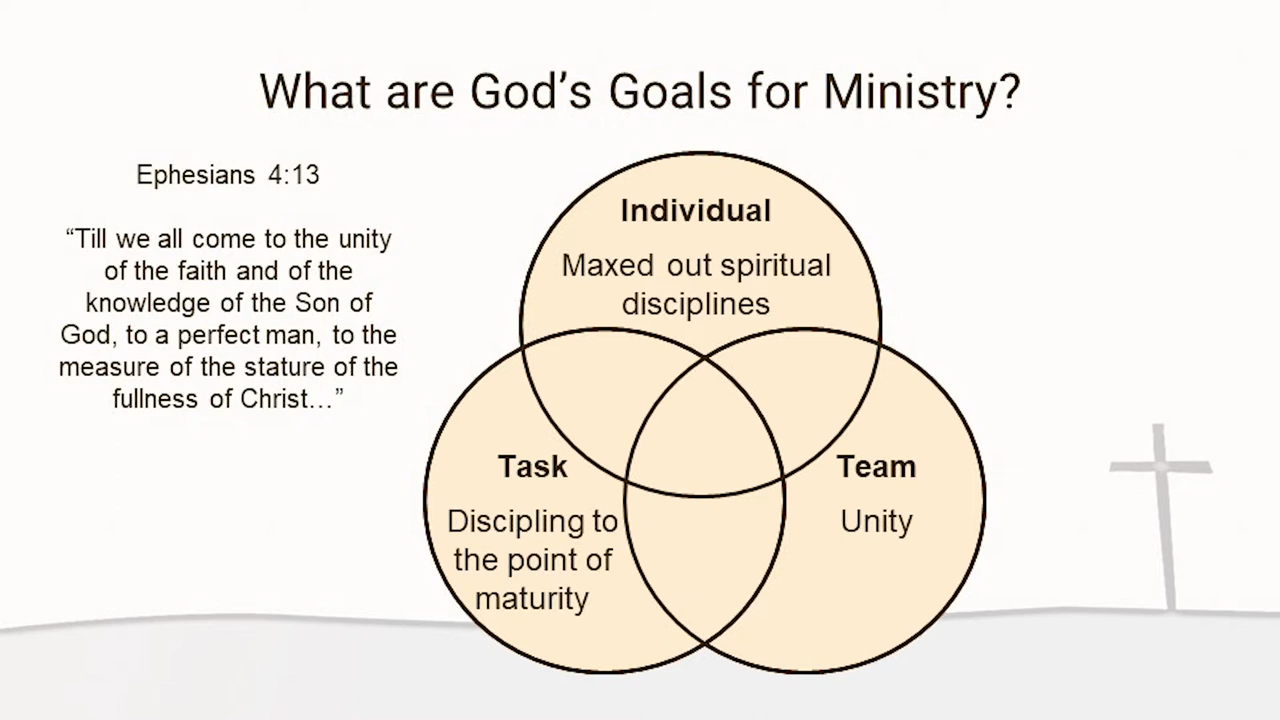 What are God’s Goals for Ministry?
Ephesians 4:13
“Till we all come to the unity
of the faith and of the
knowledge of the Son of
God, to a perfect man, to the
measure of the stature of the
fullness of Christ…”
Individual
Maxed out spiritual
disciplines
Task
Discipling to
the point of
maturity
Team
Unity